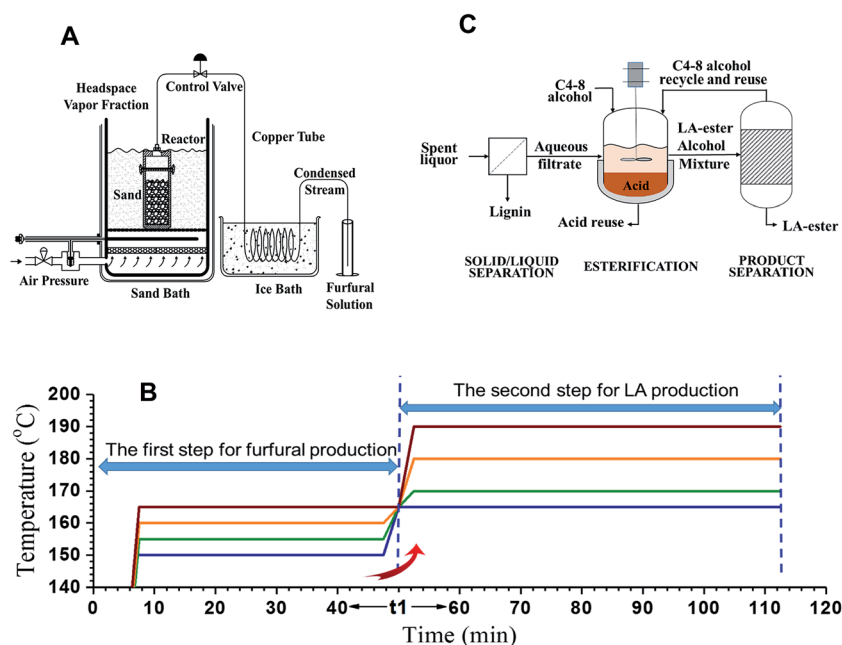 A
Headspace
Vapor Fraction
Control Valve
Reactor
Copper Tube
Condensed
Stream
Sand
Air Pressure
Sand Bath
Ice Bath
Furfural
Solution
C
C4-8
alcohol
C4-8 alcohol
recycle and reuse
Spent
liquor
Aqueous
filtrate
LA-ester
Alcohol
Mixture
Acid
Lignin
Acid reuse
LA-ester
SOLID/LIQUID
SEPARATION
ESTERIFICATION
PRODUCT
SEPARATION
B
The second step for LA production
The first step for furfural production
Temperature (°C)
200
190
180
170
160
150
140
0 10 20 30 40 t1 60 70 80 90 100 110 120
Time (min)